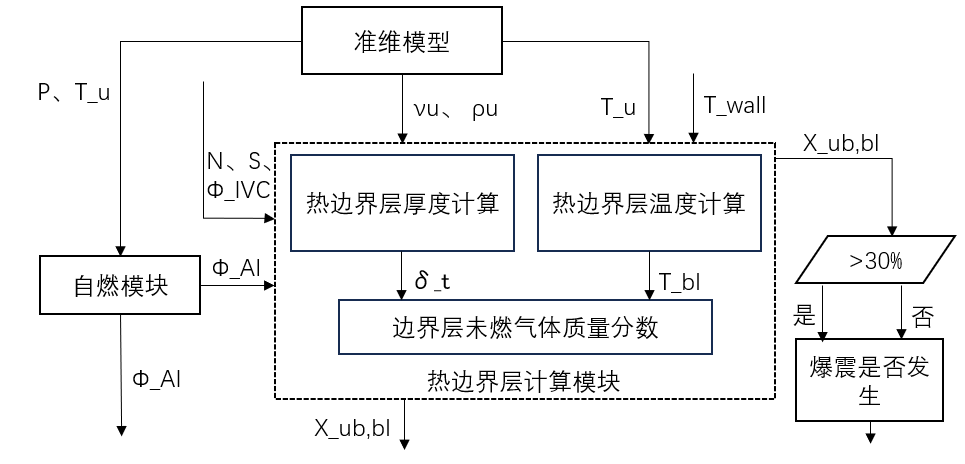 准维模型
P、T_u
νu、 ρu
T_u
T_wall
X_ub,bl
N、S、
Φ_IVC
热边界层厚度计算
热边界层温度计算
>30%
自燃模块
Φ_AI
δ_t
T_bl
是
否
边界层未燃气体质量分数
爆震是否发
生
热边界层计算模块
Φ_AI
X_ub,bl